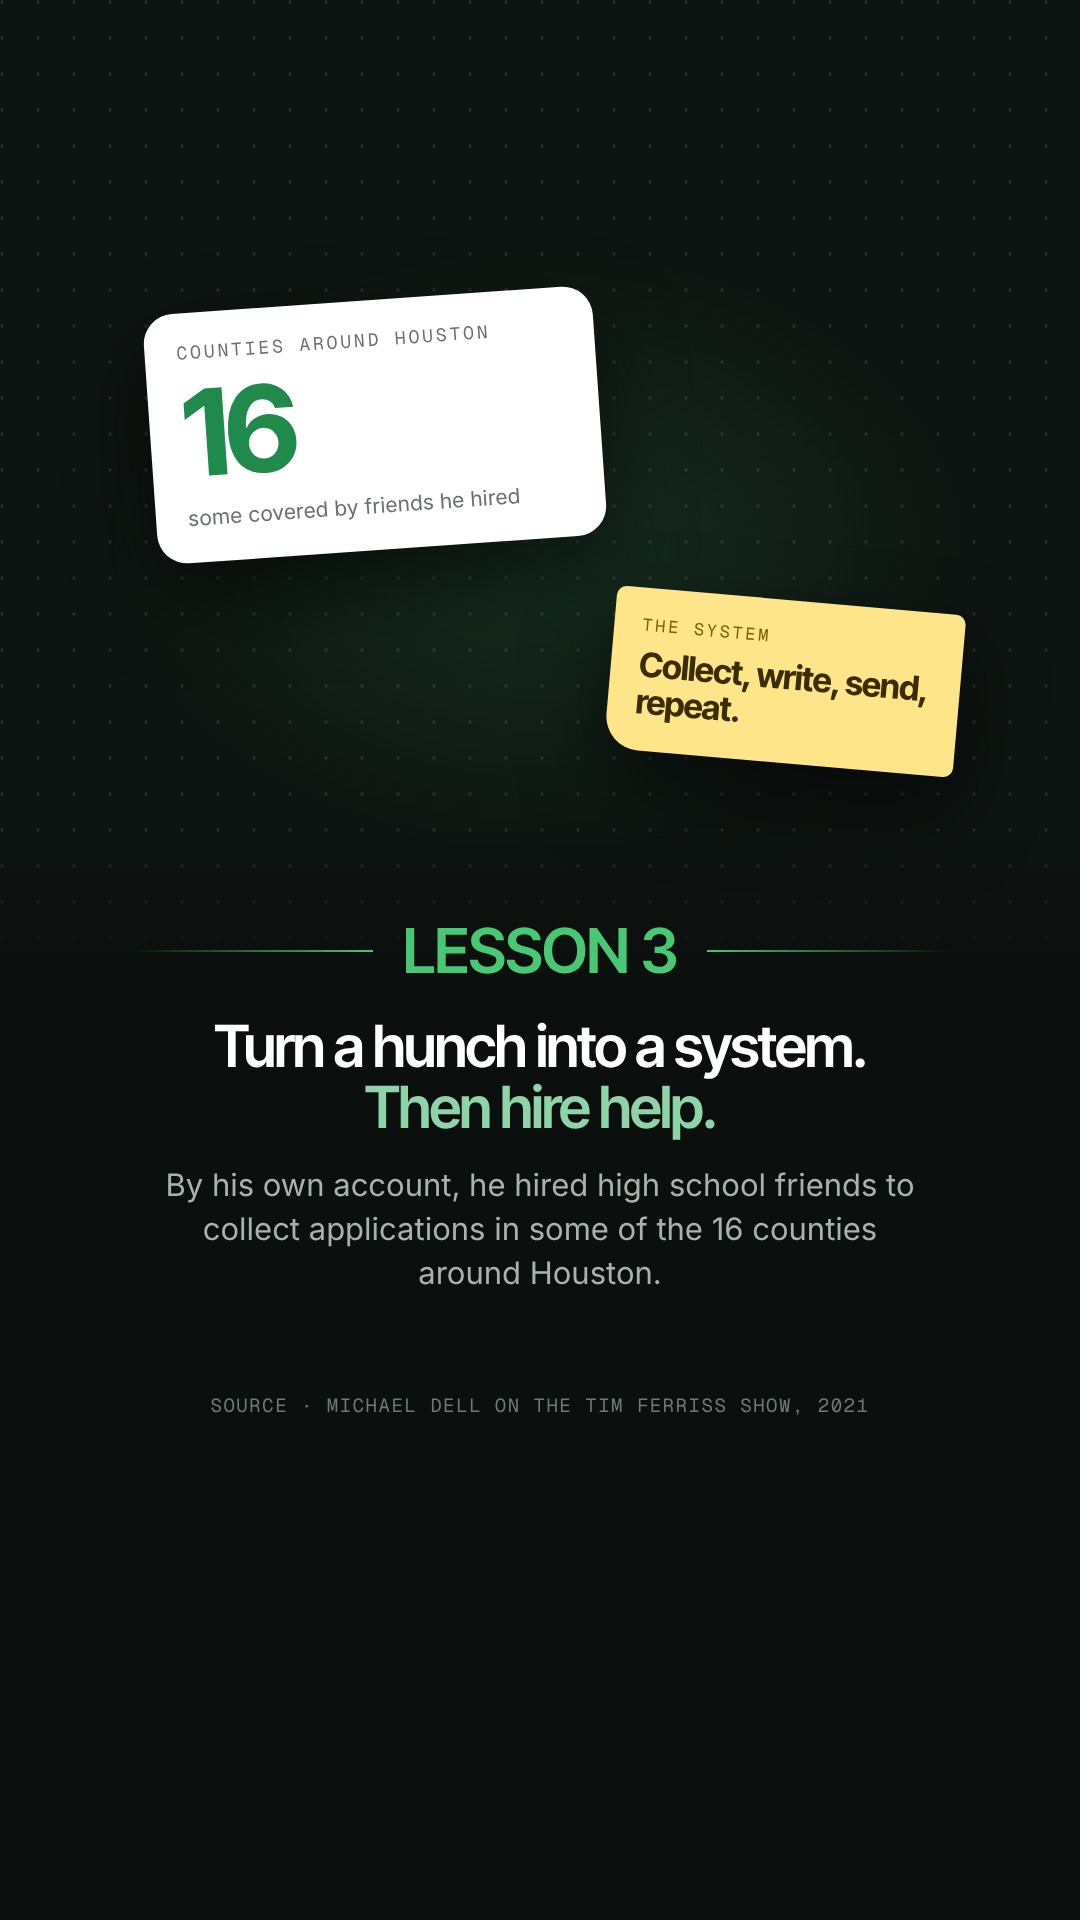 COUNTIES AROUND HOUSTON
16
some covered by friends he hired
THE SYSTEM
Collect, write, send,
repeat.
LESSON 3
Turn a hunch into a system.
Then hire help.
By his own account, he hired high school friends to
collect applications in some of the 16 counties
around Houston.
SOURCE · MICHAEL DELL ON THE TIM FERRISS SHOW, 2021